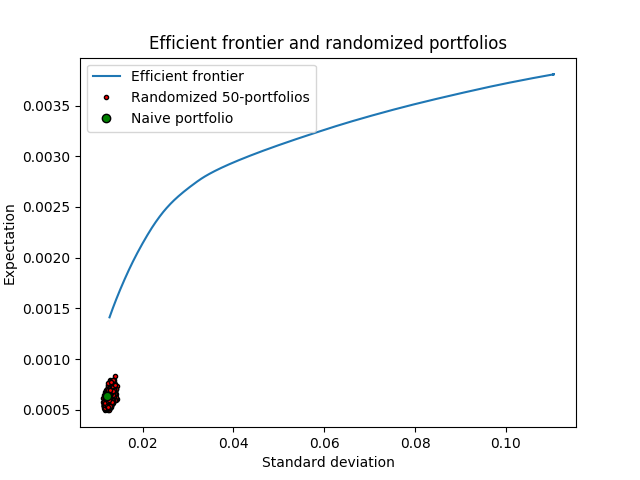 Efficient frontier and randomized portfolios
Efficient frontier
Randomized 50-portfolios
Naive portfolio
Expectation
0.0035
0.0030
0.0025
0.0020
0.0015
0.0010
0.0005
0.02 0.04 0.06 0.08 0.10
Standard deviation